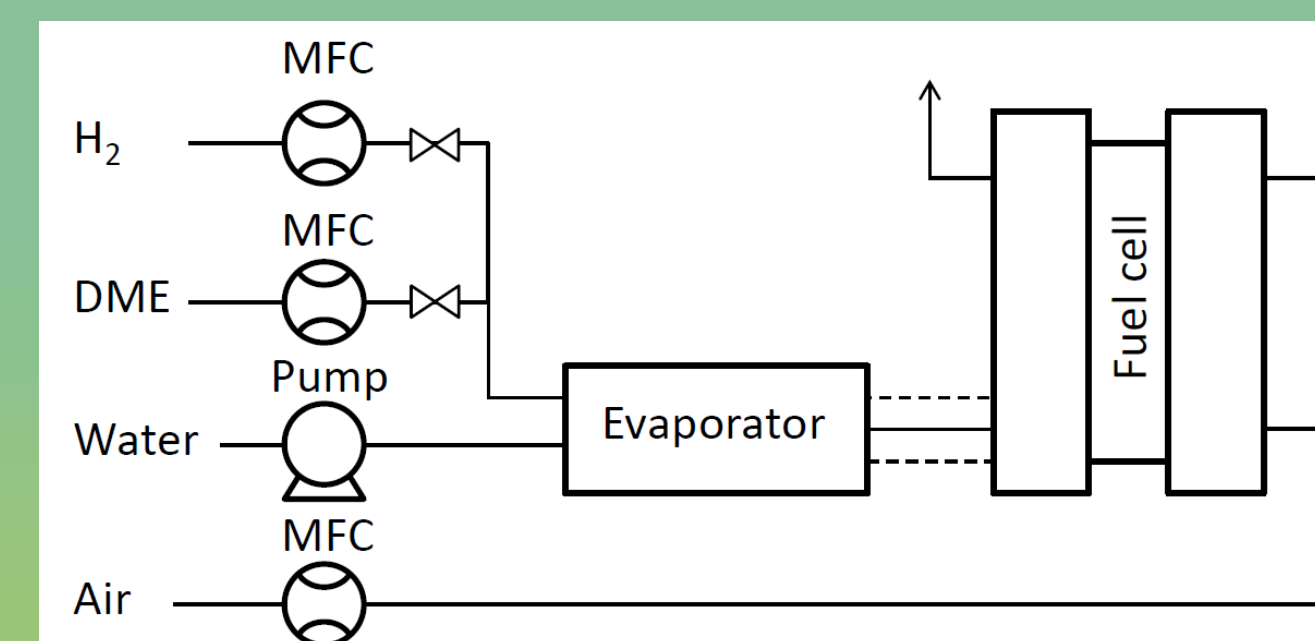 MFC
H₂
MFC
DME
Pump
Water
Evaporator
Fuel cell
MFC
Air